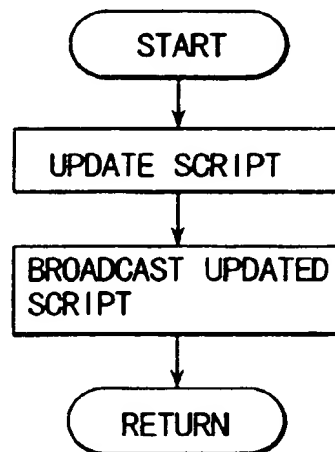 START
UPDATE SCRIPT
BROADCAST UPDATED
SCRIPT
RETURN